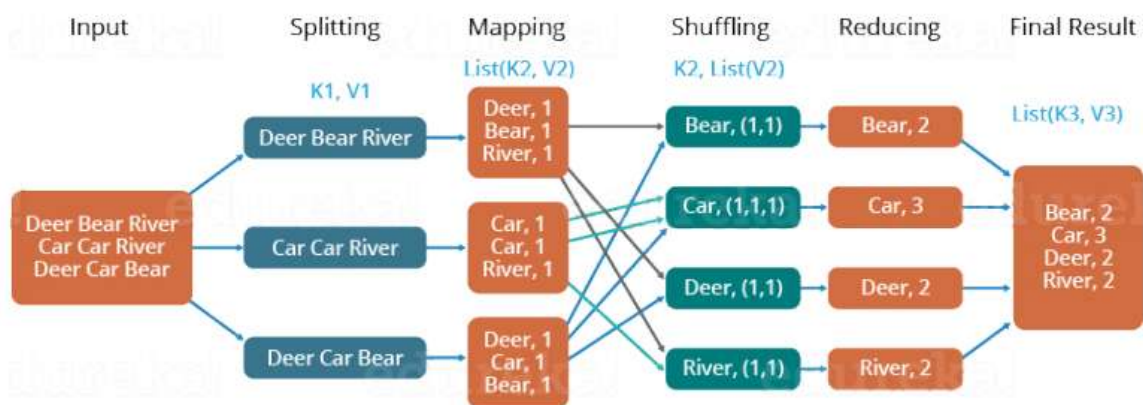 Input
Splitting
Mapping
Shuffling
Reducing
Final Result
K1, V1
List(K2, V2)
K2, List(V2)
List(K3, V3)
Deer Bear River
Car Car River
Deer Car Bear
Deer Bear River
Car Car River
Deer Car Bear
Deer, 1
Bear, 1
River, 1
Car, 1
Car, 1
River, 1
Deer, 1
Car, 1
Bear, 1
Bear, (1,1)
Car, (1,1,1)
Deer, (1,1)
River, (1,1)
Bear, 2
Car, 3
Deer, 2
River, 2
Bear, 2
Car, 3
Deer, 2
River, 2